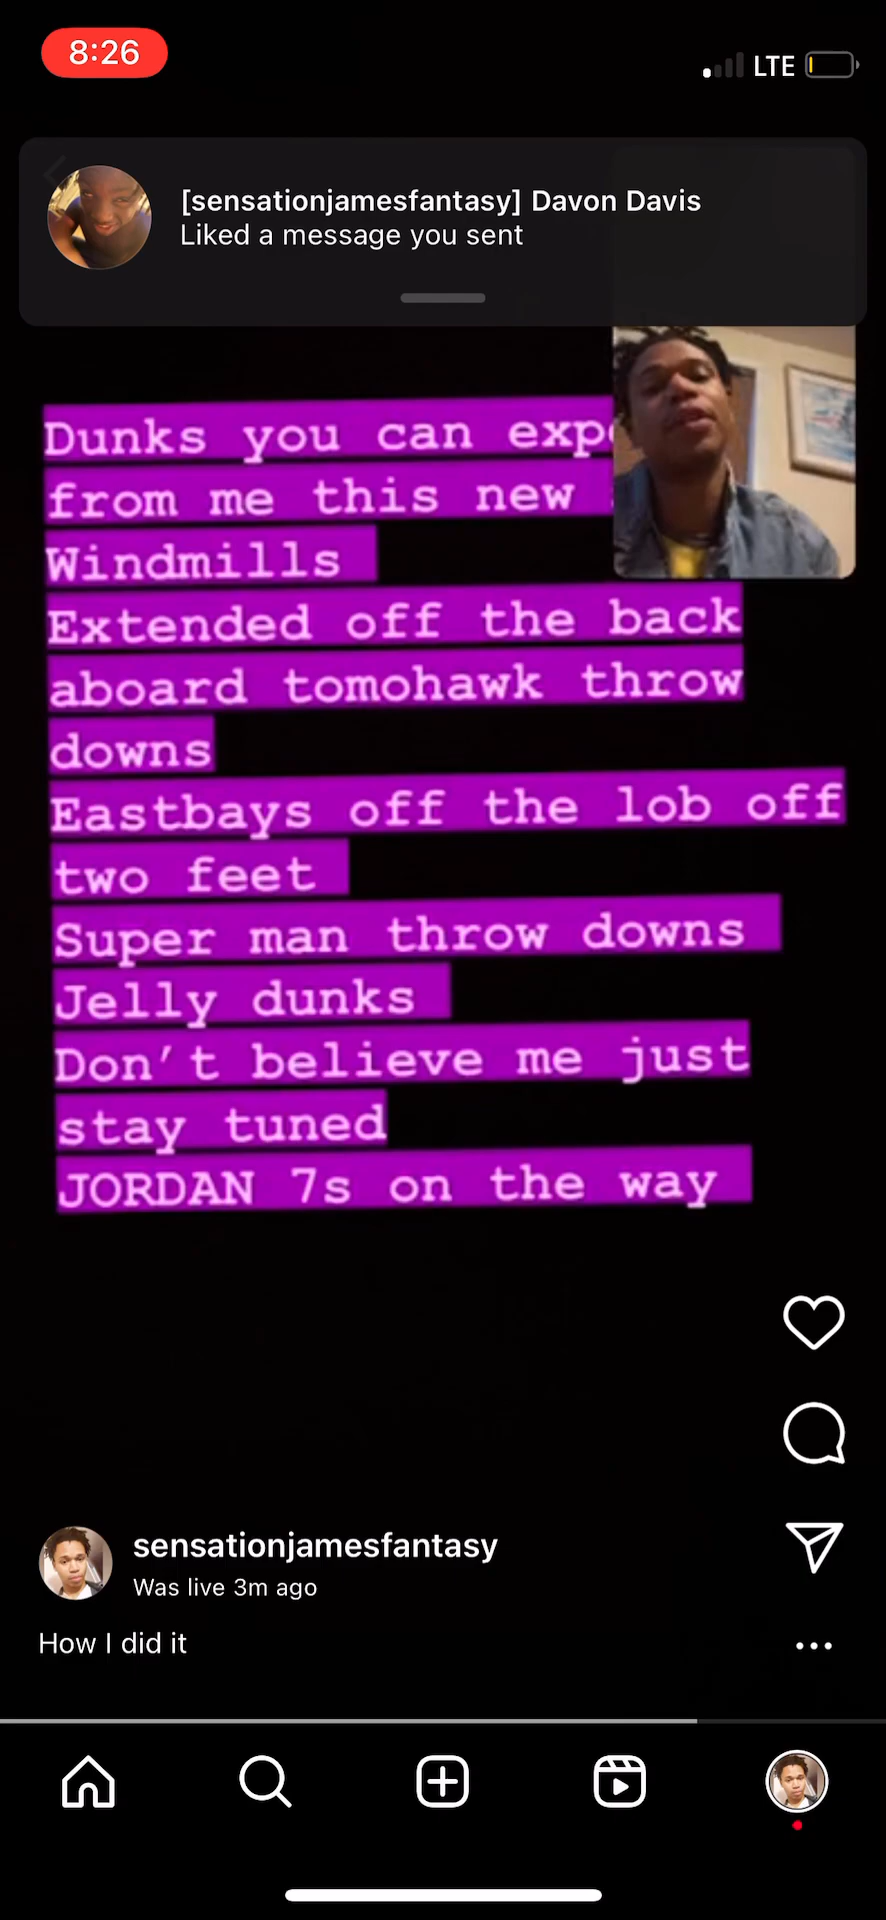 8:26
LTE
[sensationjamesfantasy] Davon Davis
Liked a message you sent
Dunks you can
from me this new
Windmills
Extended off the back
aboard tomohawk throw
downs
Eastbays off the lob off
two feet
Super man throw downs
Jelly dunks
Don't believe me just
stay tuned
JORDAN 7s on the way
sensationjamesfantasy
Was live 3m ago
How I did it